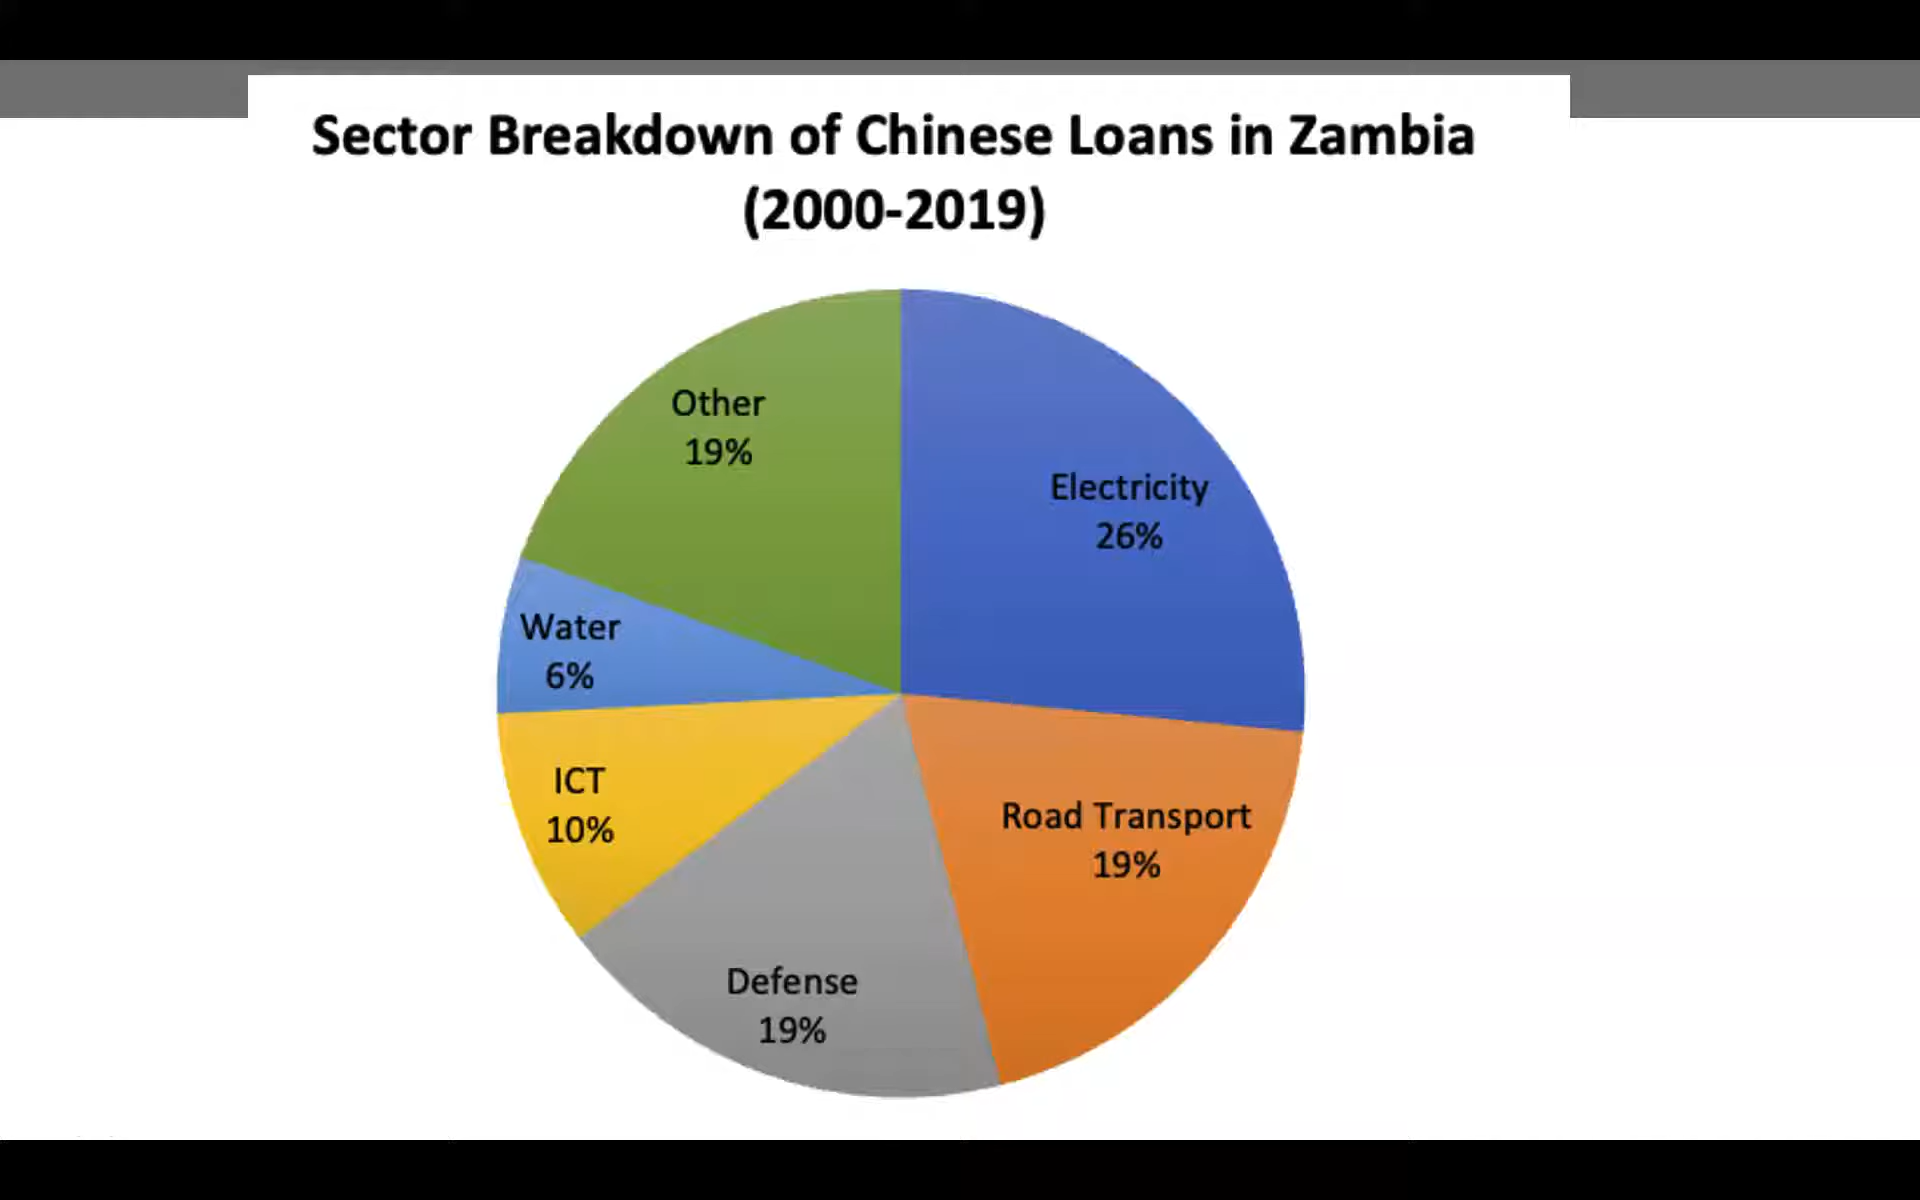 Sector Breakdown of Chinese Loans in Zambia
(2000-2019)
Other
19%
Electricity
26%
Water
6%
ICT
10%
Road Transport
19%
Defense
19%